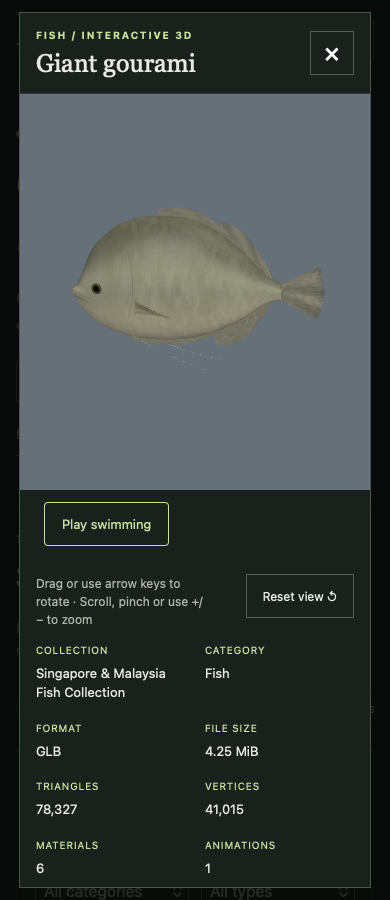 FISH / INTERACTIVE 3D
Giant gourami
×
Play swimming
Drag or use arrow keys to
rotate · Scroll, pinch or use +/
− to zoom
Reset view ↺
COLLECTION
Singapore & Malaysia
Fish Collection
CATEGORY
Fish
FORMAT
GLB
FILE SIZE
4.25 MiB
TRIANGLES
78,327
VERTICES
41,015
MATERIALS
6
ANIMATIONS
1
All categories
All types